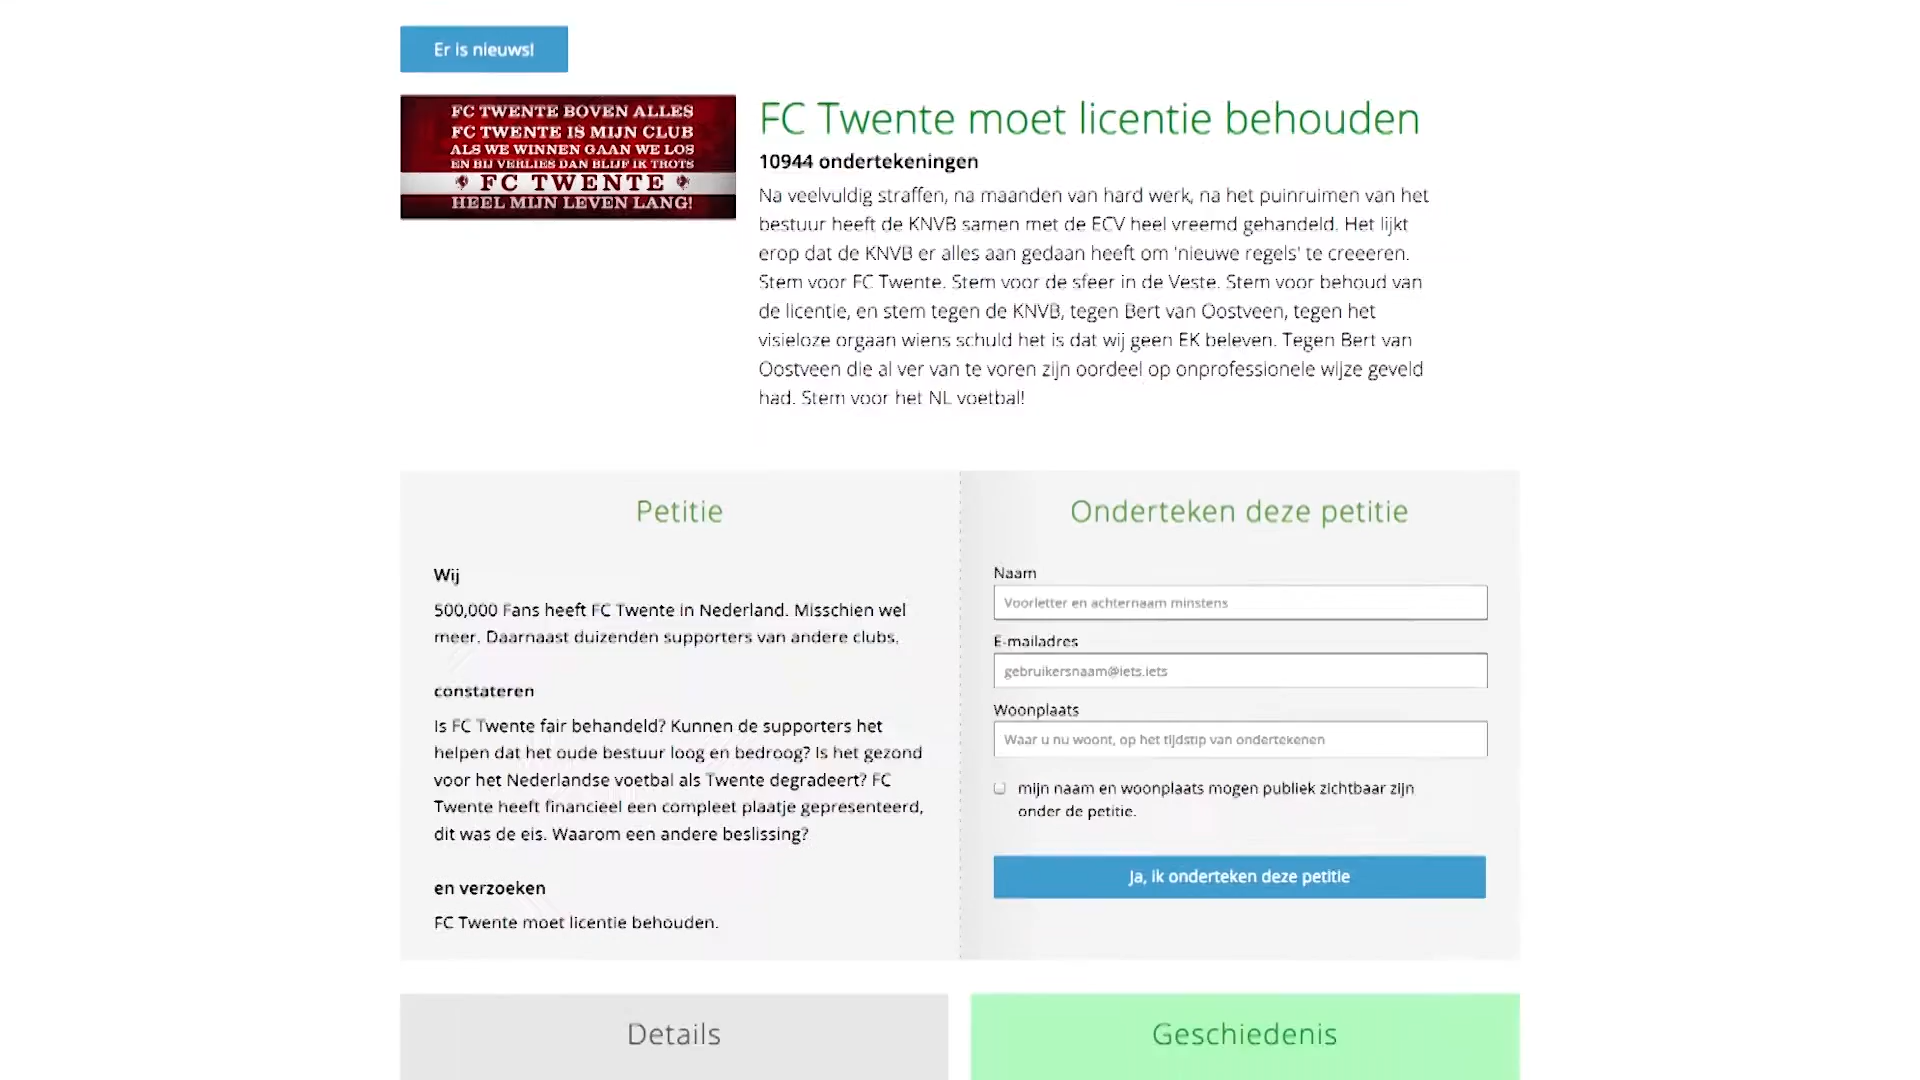 Er is nieuws!
FC TWENTE BOVEN ALLES
FC TWENTE IS MIJN CLUB
ALS WE WINNEN GAAN WE LOS
EN BIJ VERLIES DAN BLIJF IK TROTS
FC TWENTE
HEEL MIJN LEVEN LANG!
FC Twente moet licentie behouden
10944 ondertekeningen
Na veelvuldig straffen, na maanden van hard werk, na het puinruimen van het
bestuur heeft de KNVB samen met de ECV heel vreemd gehandeld. Het lijkt
erop dat de KNVB er alles aan gedaan heeft om 'nieuwe regels' te creeeren.
Stem voor FC Twente. Stem voor de sfeer in de Veste. Stem voor behoud van
de licentie, en stem tegen de KNVB, tegen Bert van Oostveen, tegen het
visieloze orgaan wiens schuld het is dat wij geen EK beleven. Tegen Bert van
Oostveen die al ver van te voren zijn oordeel op onprofessionele wijze geveld
had. Stem voor het NL voetbal!
Petitie
Wij
500,000 Fans heeft FC Twente in Nederland. Misschien wel
meer. Daarnaast duizenden supporters van andere clubs.
constateren
Is FC Twente fair behandeld? Kunnen de supporters het
helpen dat het oude bestuur loog en bedroog? Is het gezond
voor het Nederlandse voetbal als Twente degradeert? FC
Twente heeft financieel een compleet plaatje gepresenteerd,
dit was de eis. Waarom een andere beslissing?
en verzoeken
FC Twente moet licentie behouden.
Onderteken deze petitie
Naam
Voorletter en achternaam minstens
E-mailadres
gebruikersnaam@iets.iets
Woonplaats
Waar u nu woont, op het tijdstip van ondertekenen
mijn naam en woonplaats mogen publiek zichtbaar zijn
onder de petitie.
Ja, ik onderteken deze petitie
Details
Geschiedenis